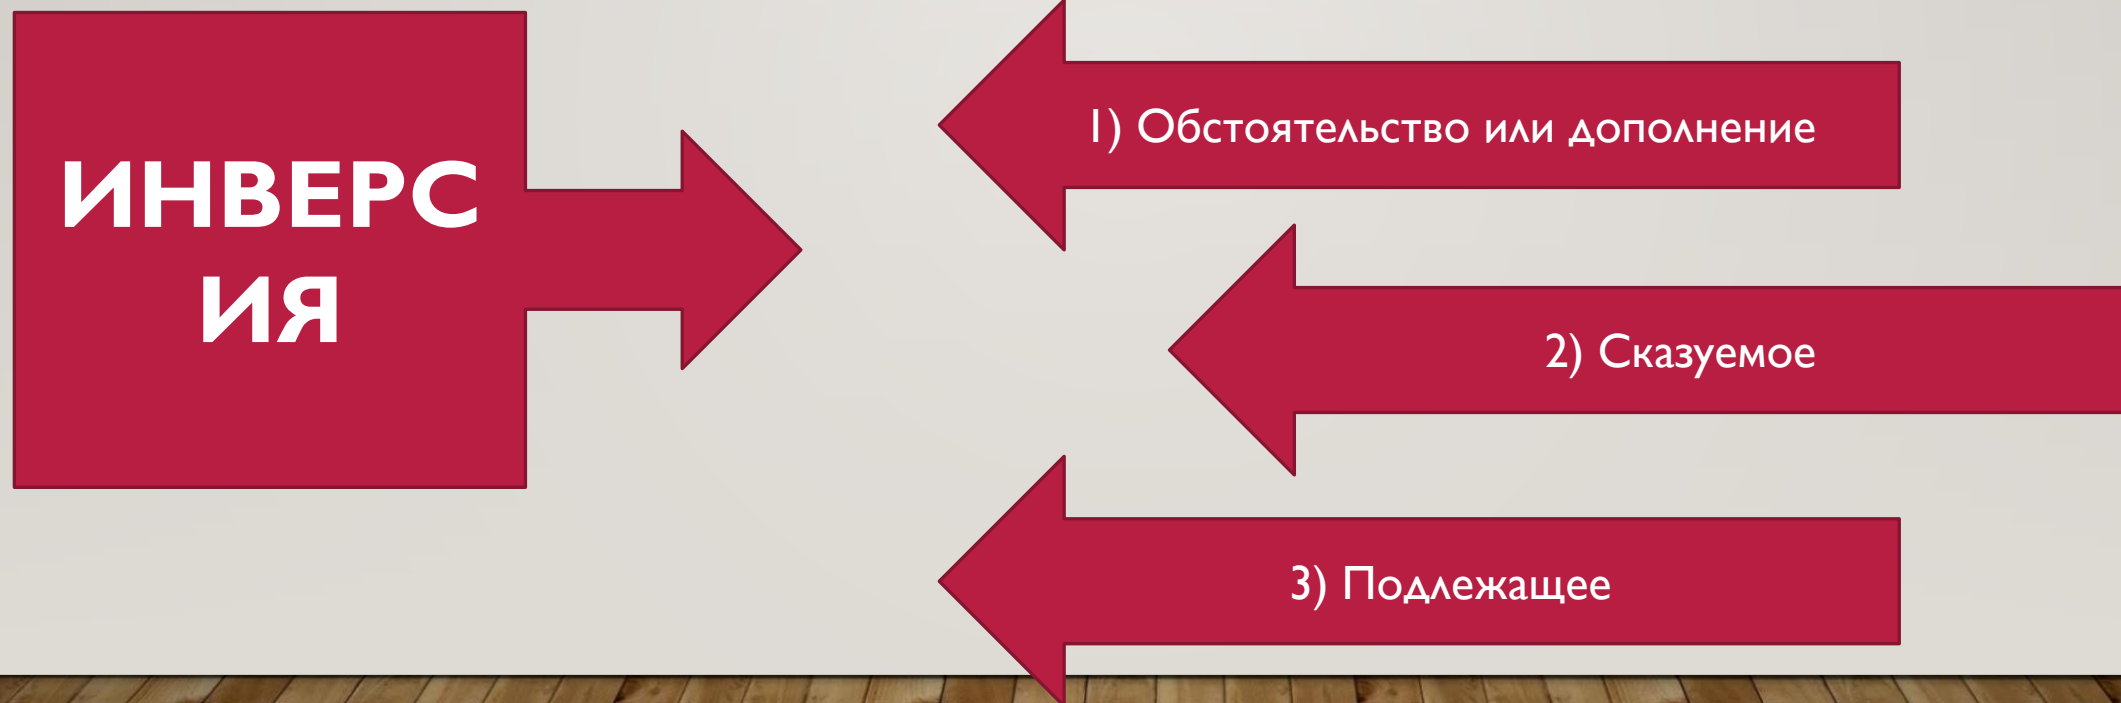 ИНВЕРС
ИЯ
1) Обстоятельство или дополнение
2) Сказуемое
3) Подлежащее